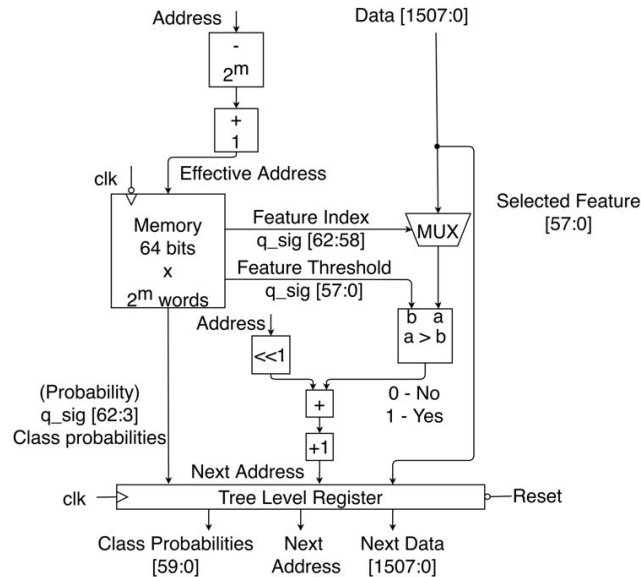 Address
Data [1507:0]
-
2^m
+
1
Effective Address
clk
Memory
64 bits
x
2^m words
Feature Index
q_sig [62:58]
MUX
Selected Feature
[57:0]
Feature Threshold
q_sig [57:0]
b a
a > b
Address
<<1
0 - No
1 - Yes
+
+1
(Probability)
q_sig [62:3]
Class probabilities
Next Address
clk
Tree Level Register
Reset
Class Probabilities
[59:0]
Next
Address
Next Data
[1507:0]